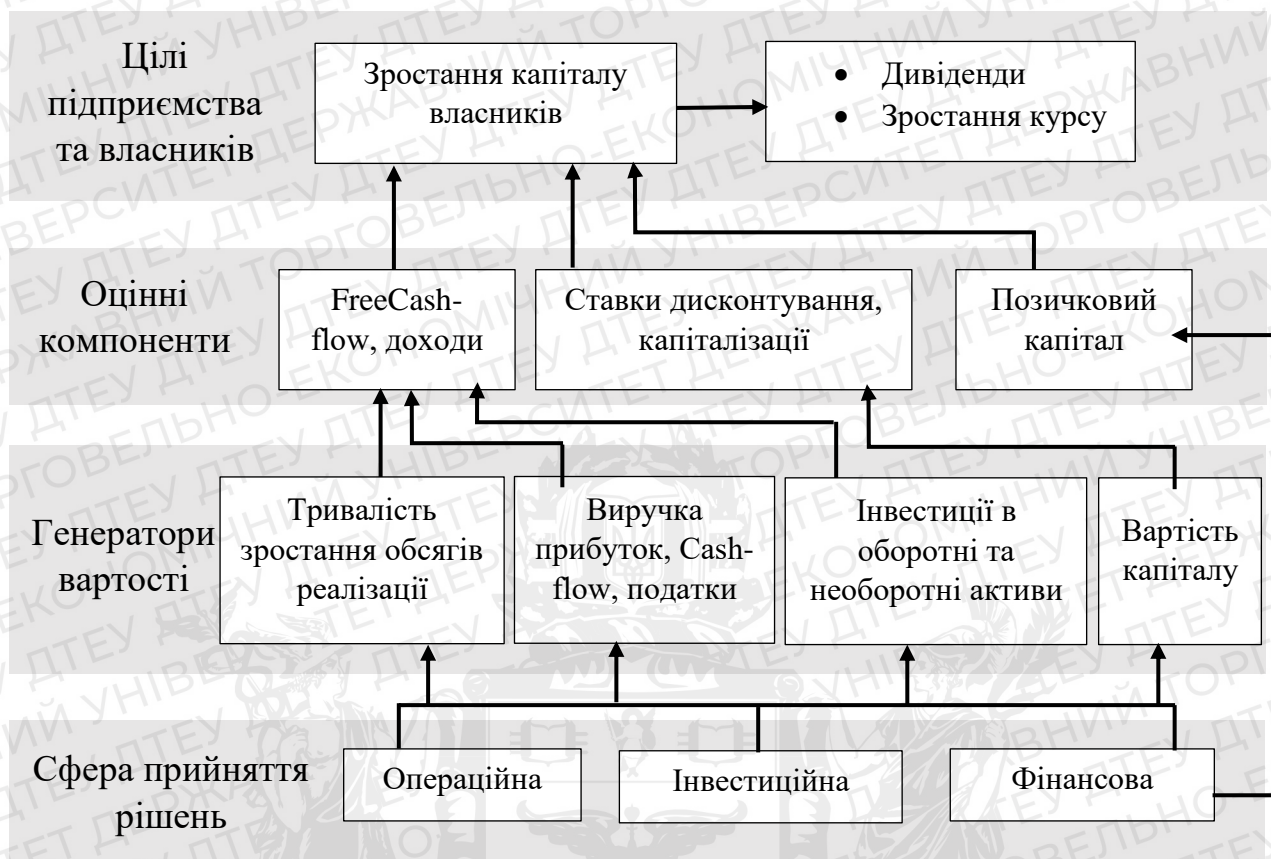 Цілі
підприємства
та власників
Зростання капіталу
власників
• Дивіденди
• Зростання курсу
Оцінні
компоненти
FreeCash-
flow, доходи
Ставки дисконтування,
капіталізації
Позичковий
капітал
Генератори
вартості
Тривалість
зростання обсягів
реалізації
Виручка
прибуток, Cash-
flow, податки
Інвестиції в
оборотні та
необоротні активи
Вартість
капіталу
Сфера прийняття
рішень
Операційна
Інвестиційна
Фінансова